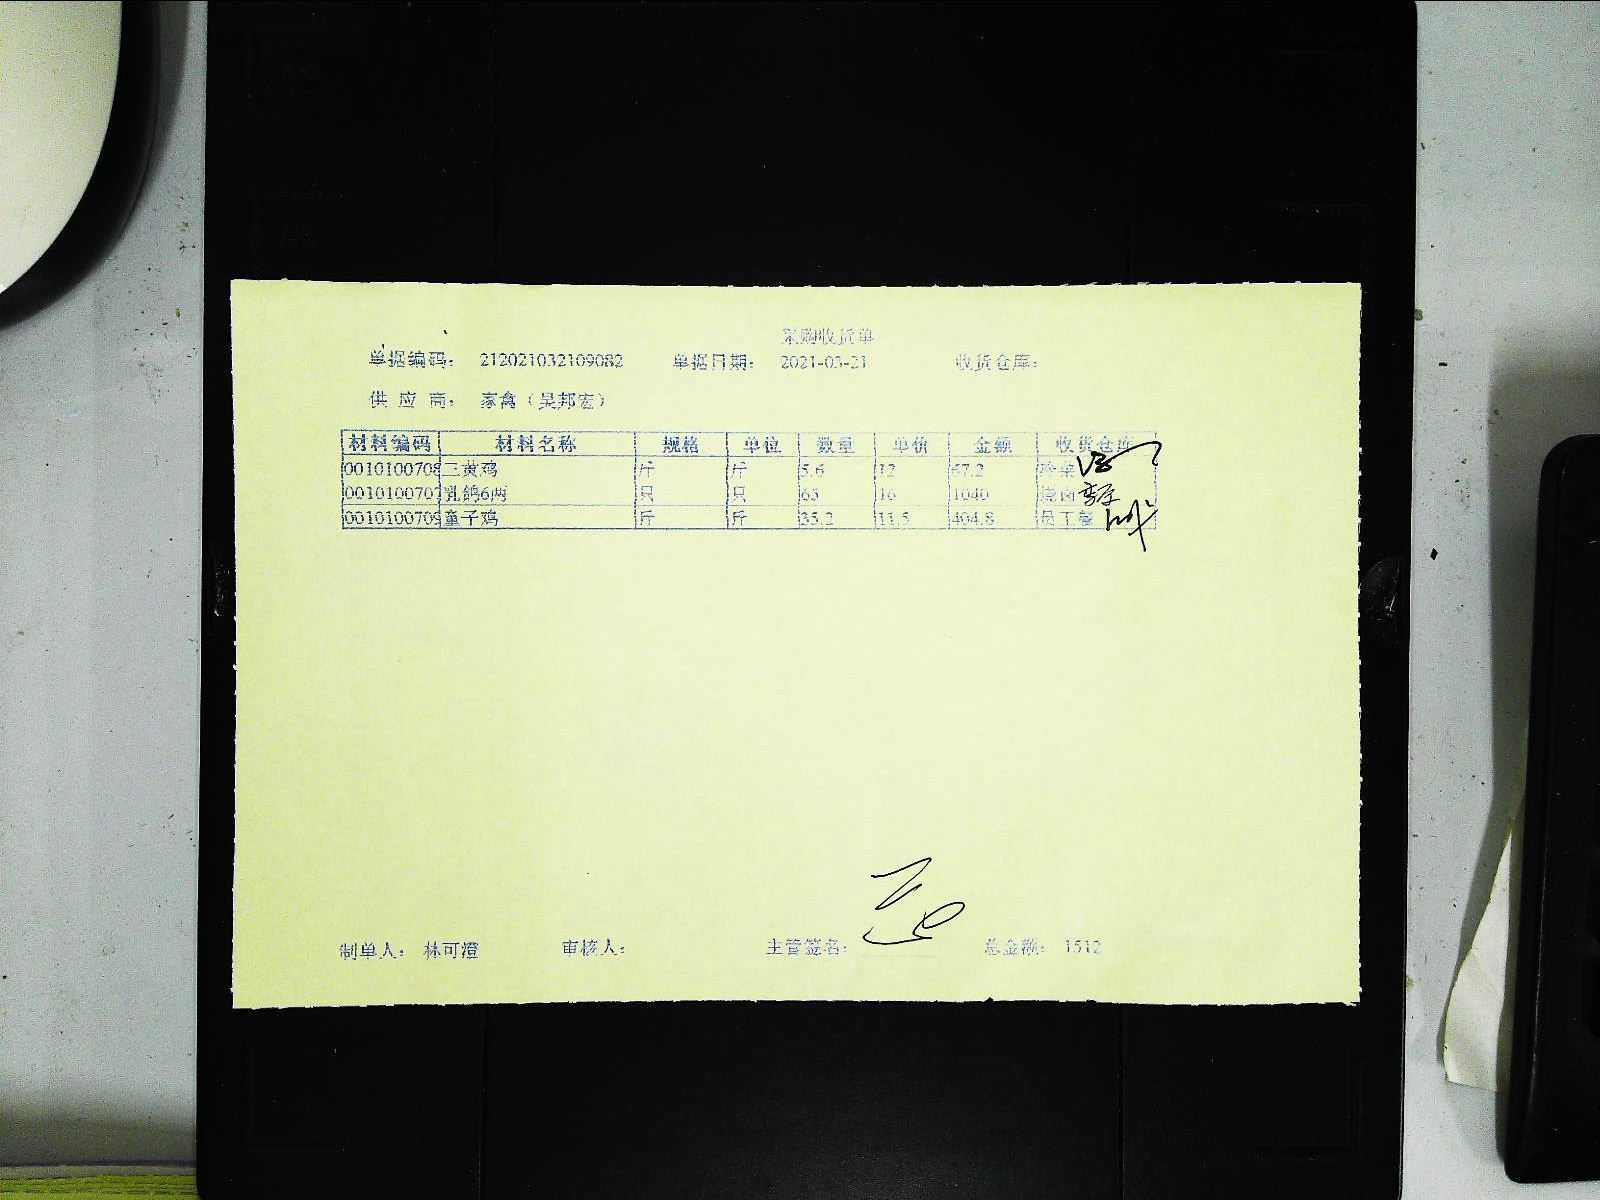 采购收货单
单据编码： 212021032109082 单据日期： 2021-03-21 收货仓库：
供 应 商： 家禽（吴邦宏）
材料编码 材料名称 规格 单位 数量 单价 金额 收货仓库
0010100708 三黄鸡 斤 斤 5.6 12 67.2 冷菜
0010100707 乳鸽6两 只 只 65 16 1040
0010100709 童子鸡 斤 斤 35.2 11.5 404.8 员工餐
制单人： 林可澄 审核人： 主管签名： 总金额： 1512